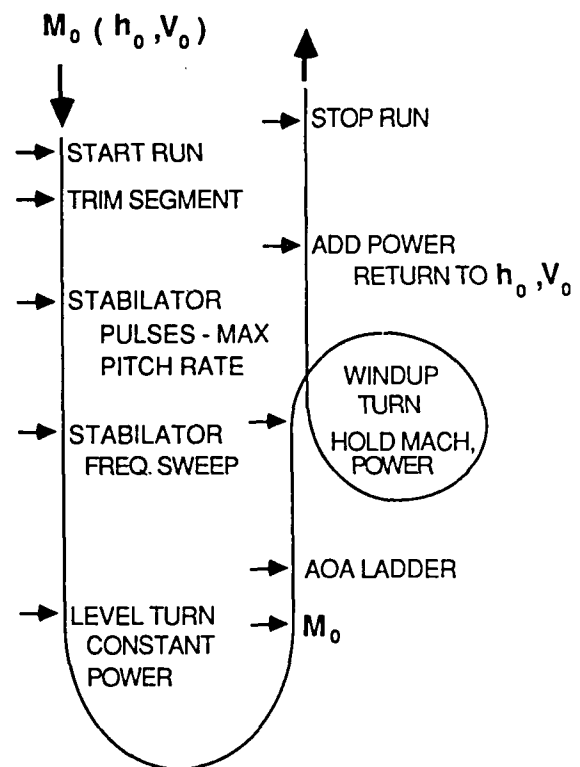 M₀ ( h₀ , V₀ )
START RUN
TRIM SEGMENT
STABILATOR
PULSES - MAX
PITCH RATE
STABILATOR
FREQ. SWEEP
LEVEL TURN
CONSTANT
POWER
M₀
AOA LADDER
WINDUP
TURN
HOLD MACH,
POWER
ADD POWER
RETURN TO h₀ , V₀
STOP RUN